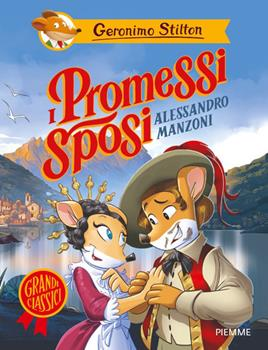 Geronimo Stilton
I Promessi
Sposi
ALESSANDRO
MANZONI
GRANDI
CLASSICI
PIEMME